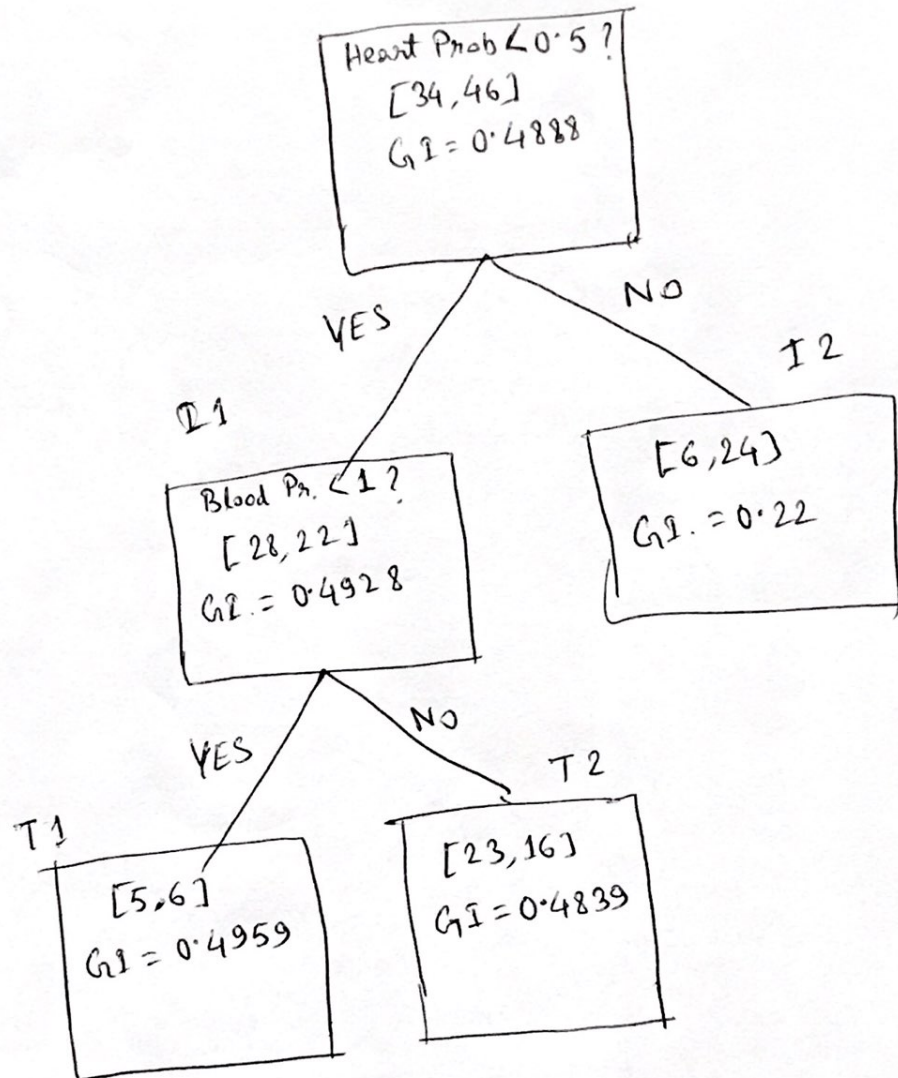 Heart Prob < 0.5 ?
[34, 46]
GI = 0.4888
YES
NO
I1
I2
Blood Pr. < 1 ?
[28, 22]
GI. = 0.4928
[6, 24]
GI. = 0.22
YES
NO
T1
T2
[5, 6]
GI = 0.4959
[23, 16]
GI = 0.4839